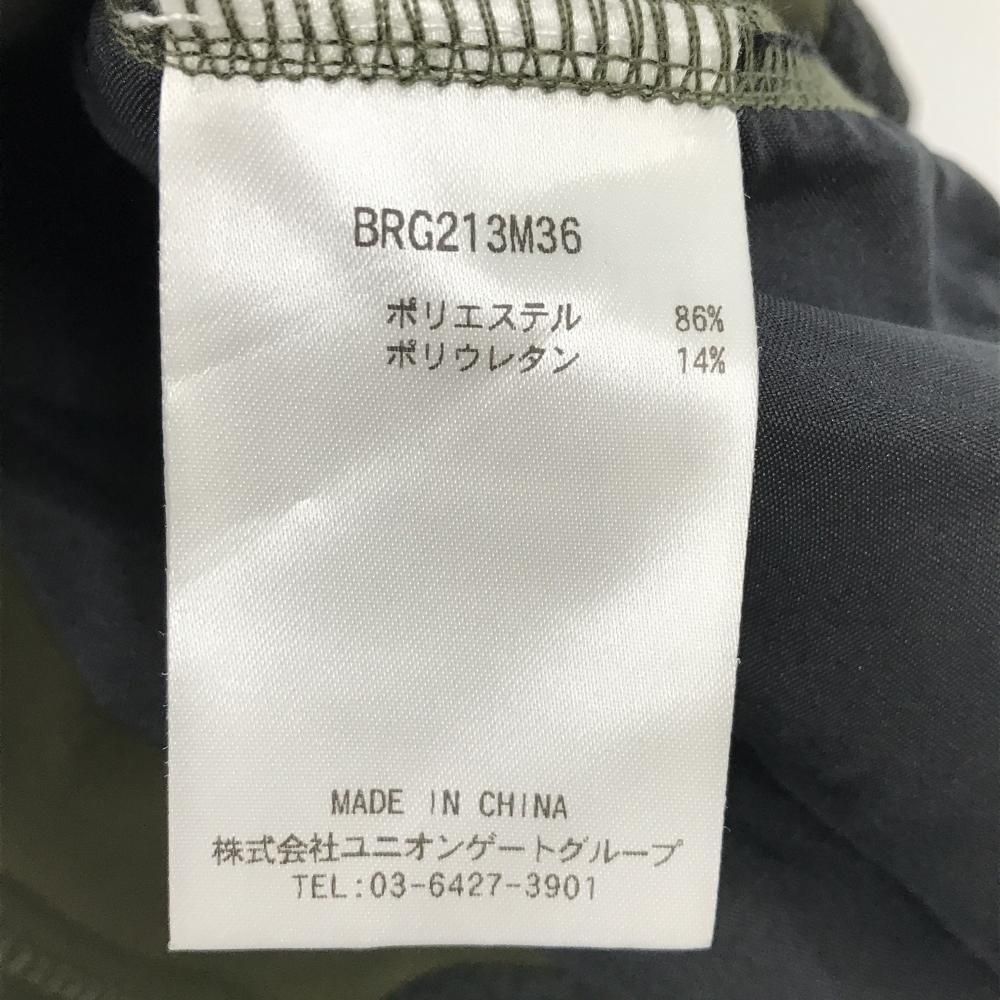 BRG213M36
ポリエステル 86%
ポリウレタン 14%
MADE IN CHINA
株式会社ユニオンゲートグループ
TEL:03-6427-3901